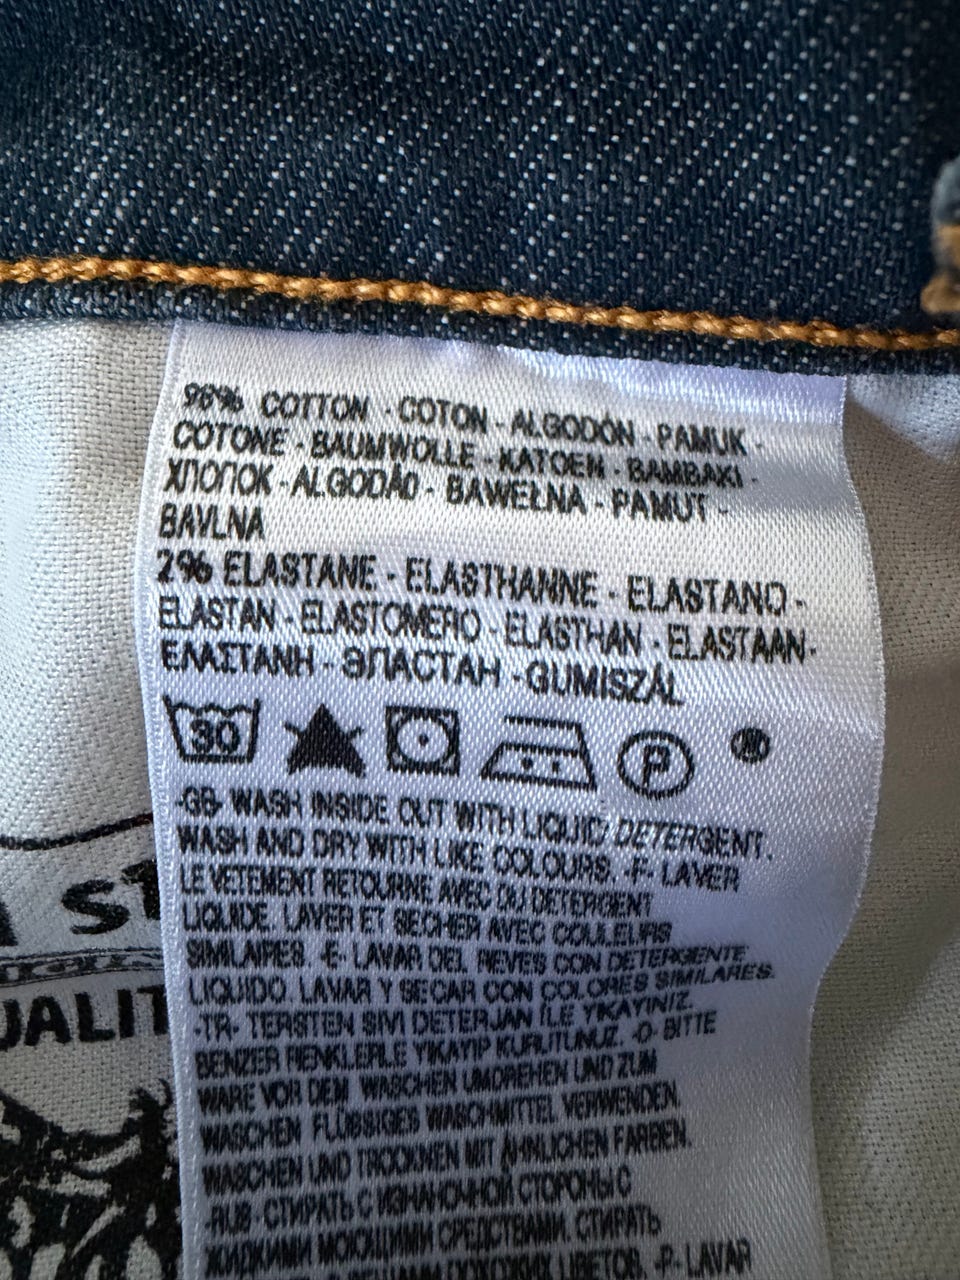 98% COTTON - COTON - ALGODÓN - PAMUK -
COTONE - BAUMWOLLE - KATOEN - BAMBAKI -
ХЛОПОК - ALGODÃO - BAWEŁNA - PAMUT -
BAVLNA
2% ELASTANE - ELASTHANNE - ELASTANO -
ELASTAN - ELASTOMERO - ELASTHAN - ELASTAAN-
ΕΛΑΣΤΑΝΗ - ЭЛАСТАН -GUMISZÁL
30 P
-GB- WASH INSIDE OUT WITH LIQUID DETERGENT.
WASH AND DRY WITH LIKE COLOURS. -F- LAVER
LE VETEMENT RETOURNE AVEC DU DETERGENT
LIQUIDE. LAVER ET SECHER AVEC COULEURS
SIMILAIRES. -E- LAVAR DEL REVES CON DETERGENTE
LIQUIDO. LAVAR Y SECAR CON COLORES SIMILARES.
-TR- TERSTEN SIVI DETERJAN İLE YIKAYINIZ.
BENZER RENKLERLE YIKAYIP KURUTUNUZ. -D- BITTE
WARE VOR DEM WASCHEN UMDREHEN UND ZUM
WASCHEN FLÜSSIGES WASCHMITTEL VERWENDEN.
WASCHEN UND TROCKNEN MIT ÄHNLICHEN FARBEN.
-RUS- СТИРАТЬ С ИЗНАНОЧНОЙ СТОРОНЫ С
ЖИДКИМИ МОЮЩИМИ СРЕДСТВАМИ. СТИРАТЬ
ЦВЕТОВ. -P- LAVAR
UALIT